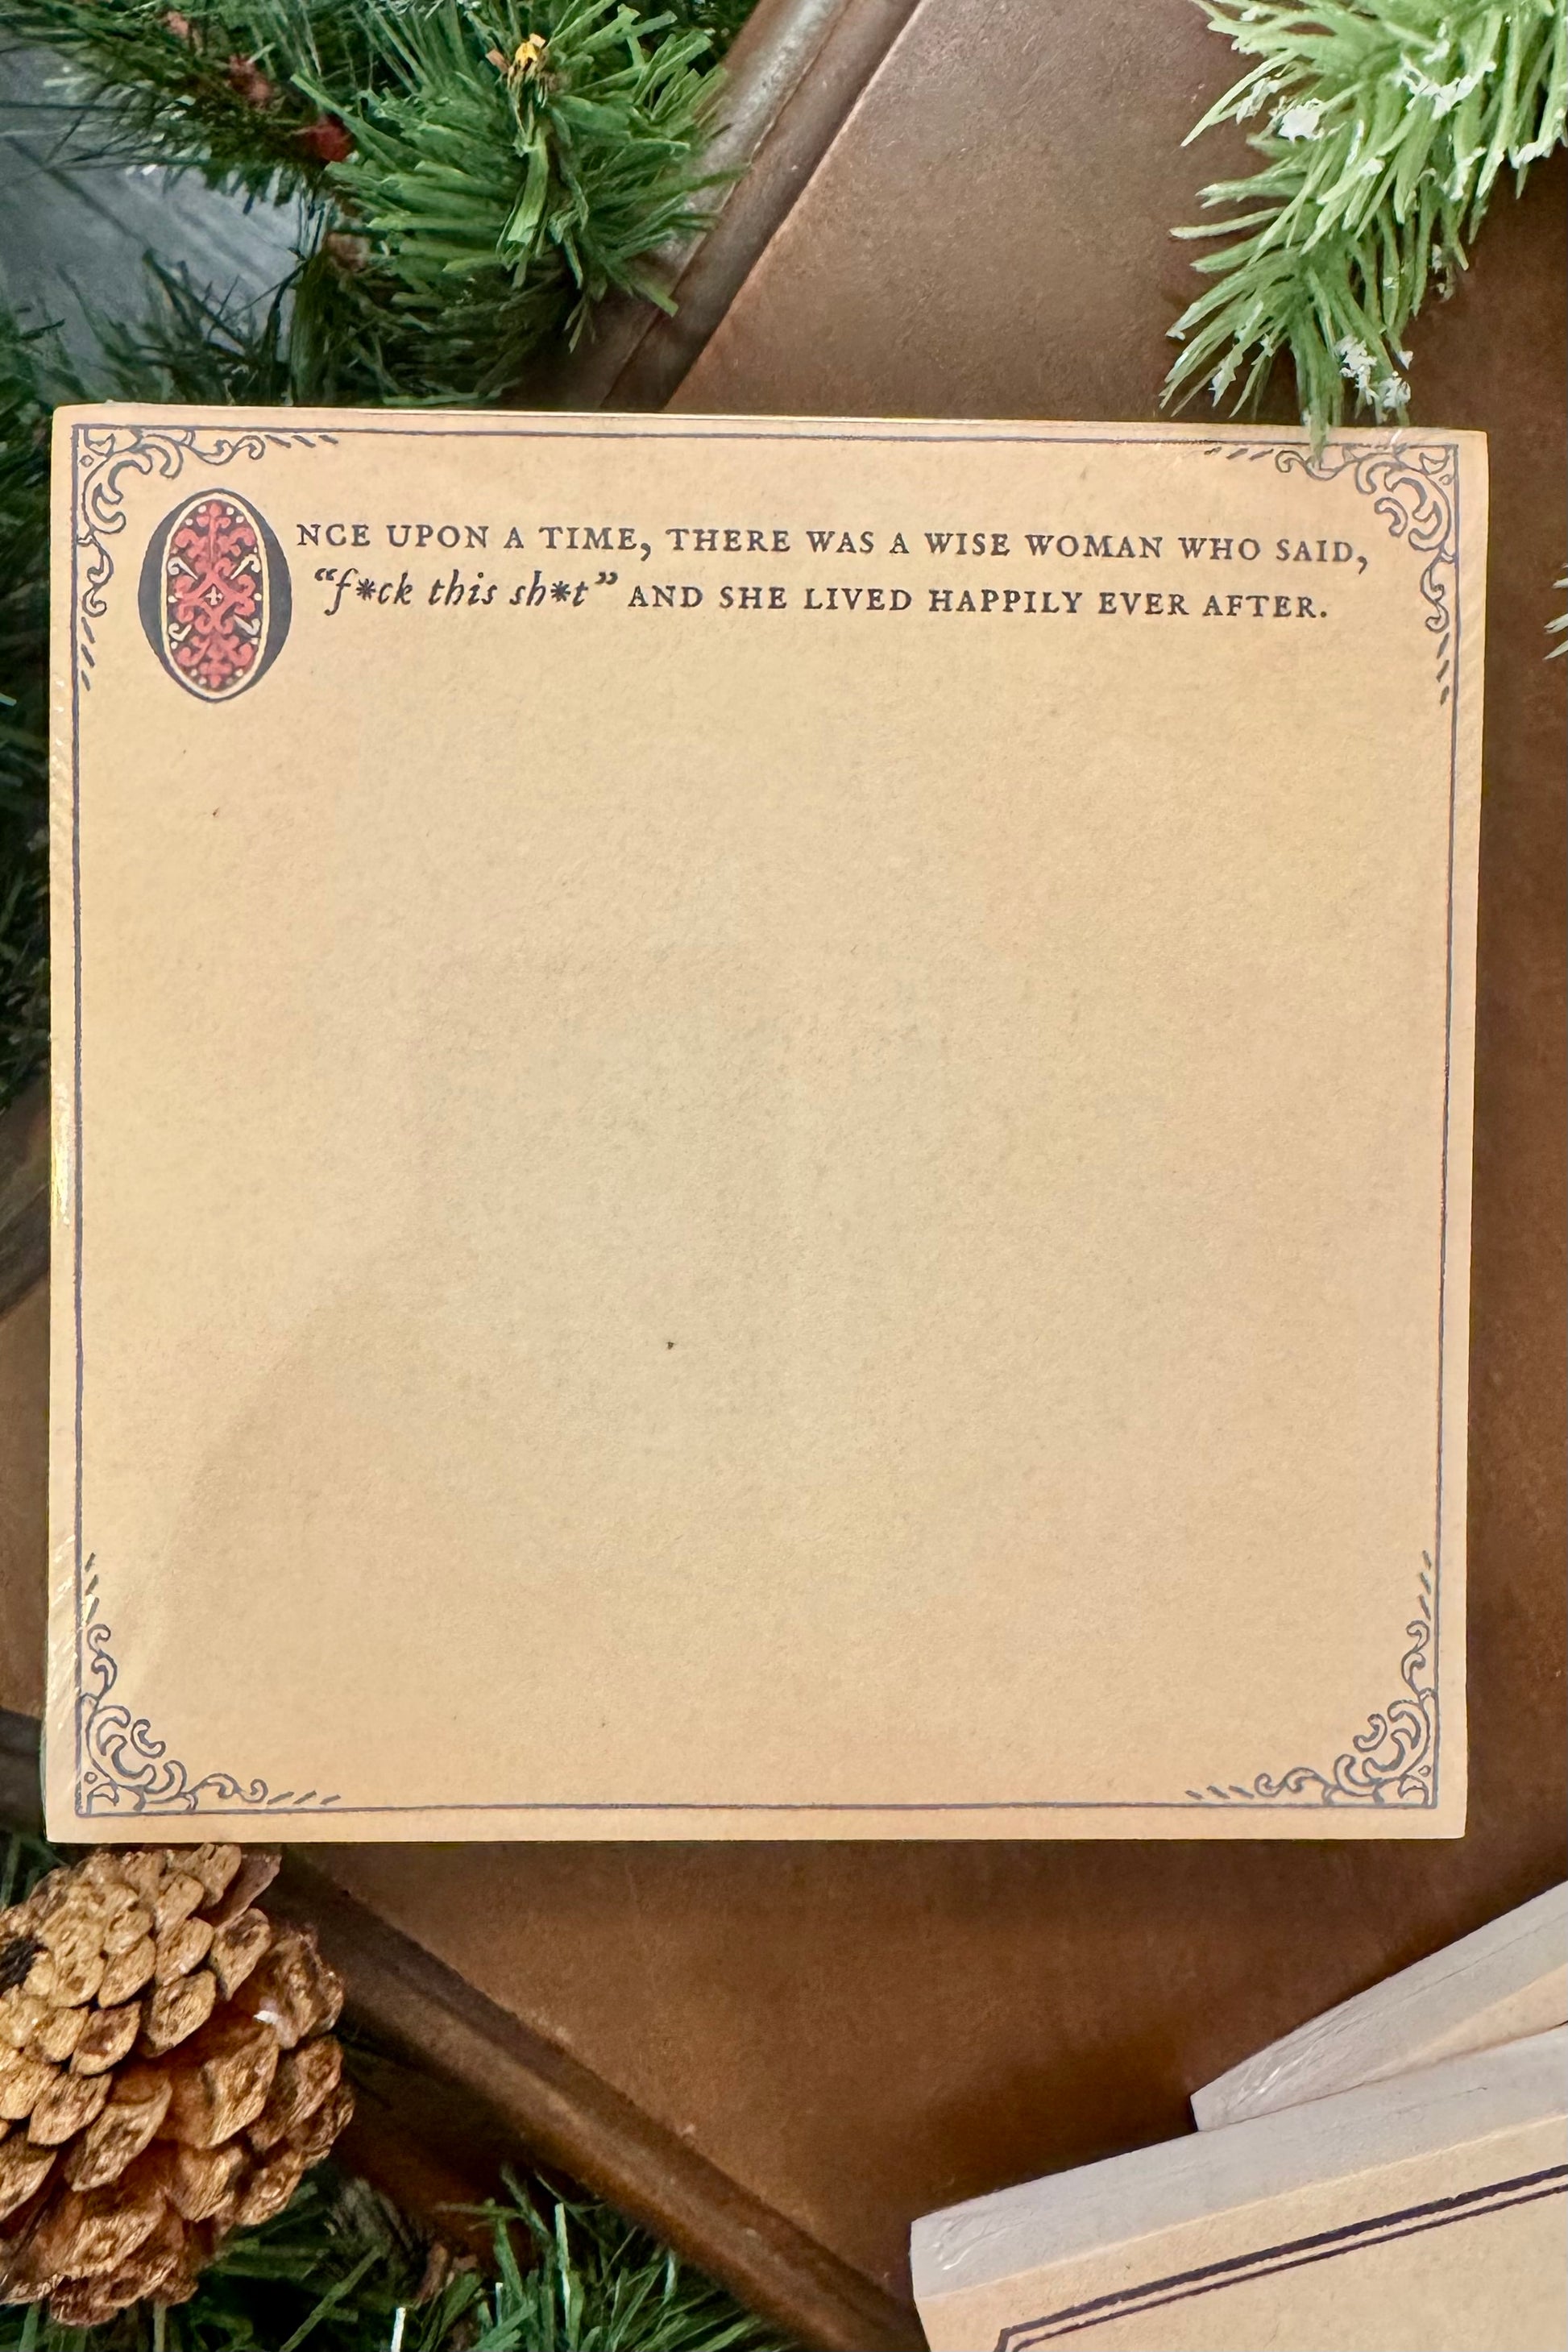 ONCE UPON A TIME, THERE WAS A WISE WOMAN WHO SAID,
“f*ck this sh*t” AND SHE LIVED HAPPILY EVER AFTER.